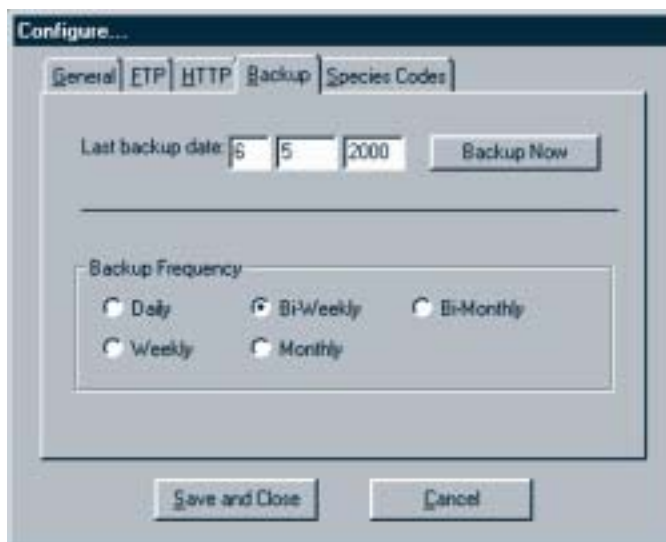 Configure...
General FTP HTTP Backup Species Codes
Last backup date: 6 5 2000 Backup Now
Backup Frequency
Daily Bi-Weekly Bi-Monthly
Weekly Monthly
Save and Close Cancel